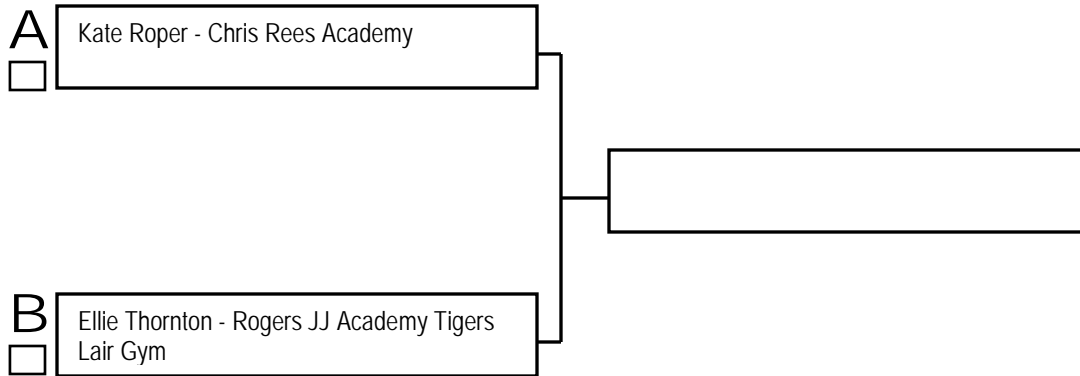 A
Kate Roper - Chris Rees Academy
B
Ellie Thornton - Rogers JJ Academy Tigers
Lair Gym